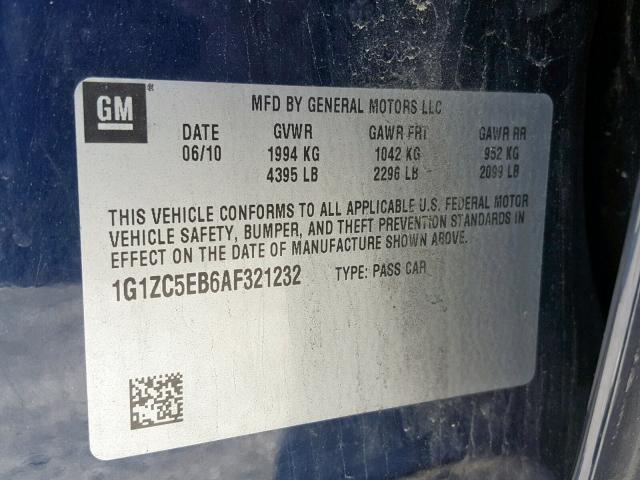 GM ®
MFD BY GENERAL MOTORS LLC
DATE GVWR GAWR FRT GAWR RR
06/10 1994 KG 1042 KG 952 KG
4395 LB 2296 LB 2099 LB
THIS VEHICLE CONFORMS TO ALL APPLICABLE U.S. FEDERAL MOTOR
VEHICLE SAFETY, BUMPER, AND THEFT PREVENTION STANDARDS IN
EFFECT ON THE DATE OF MANUFACTURE SHOWN ABOVE.
1G1ZC5EB6AF321232 TYPE: PASS CAR